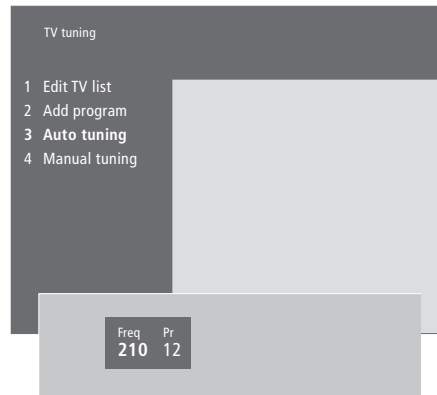 TV tuning
1 Edit TV list
2 Add program
3 Auto tuning
4 Manual tuning
Freq Pr
210 12